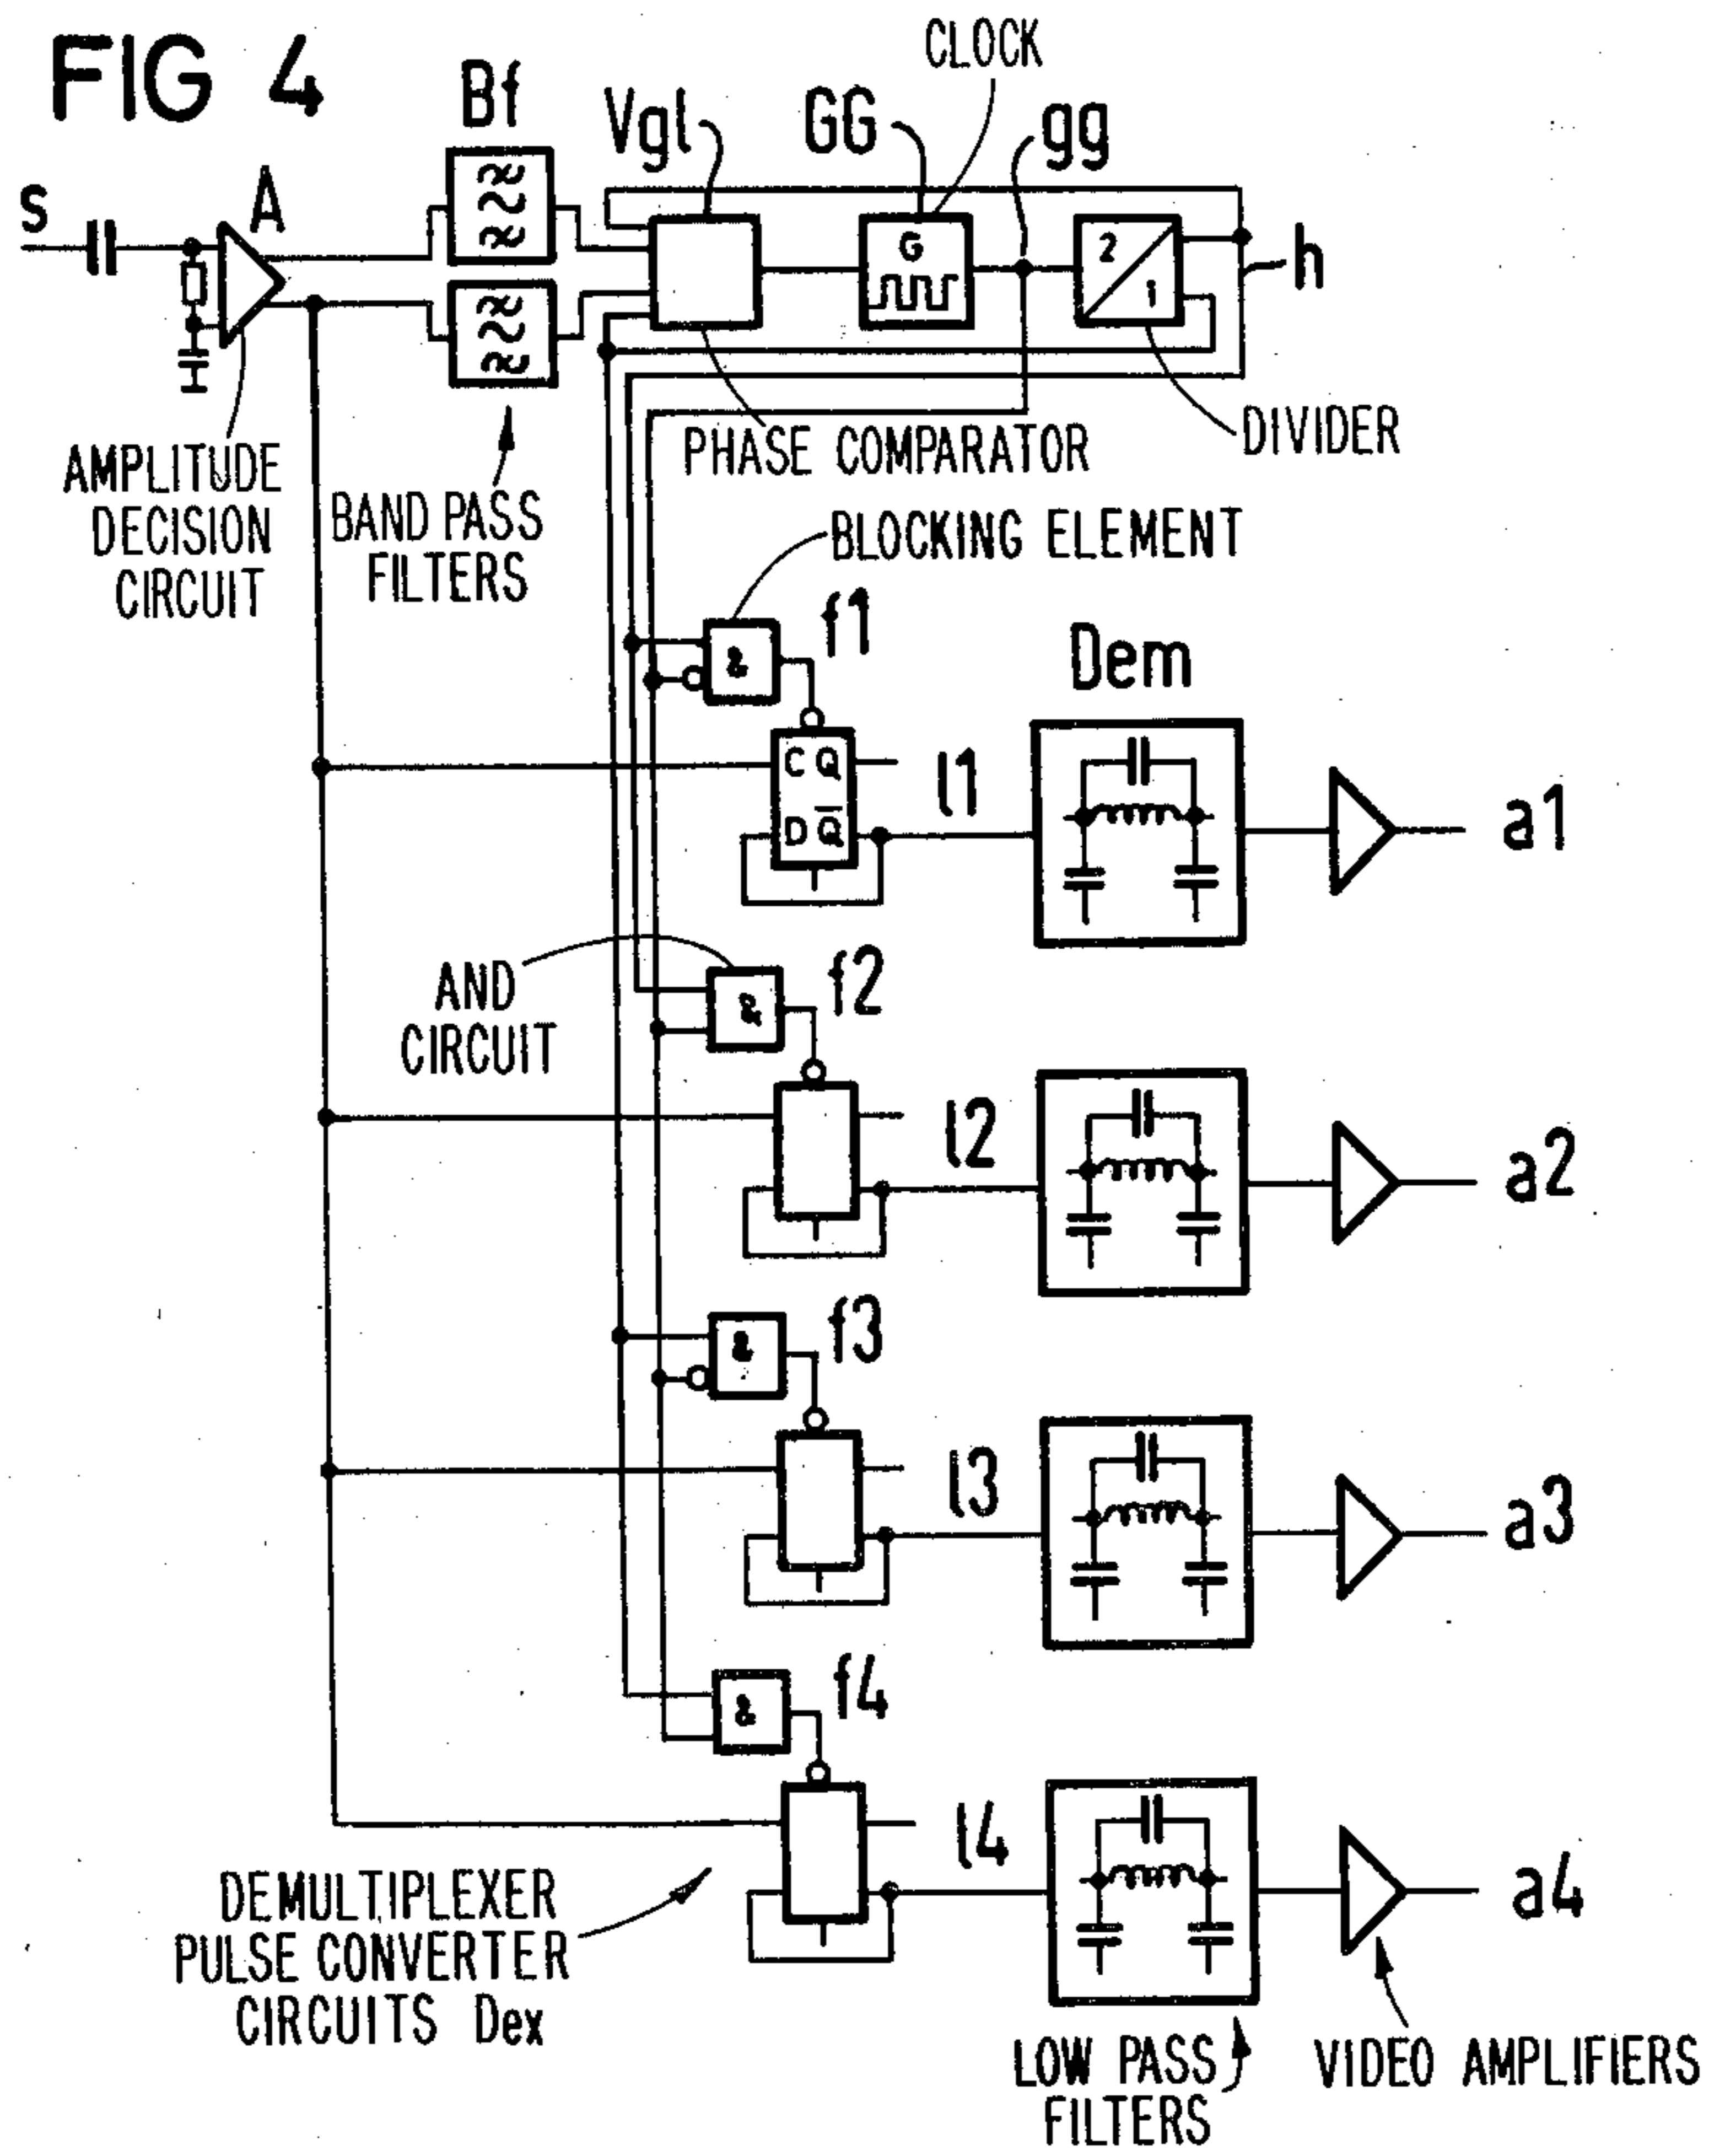 FIG 4
CLOCK
Bf
Vgl
GG
gg
s
A
G
2
1
h
AMPLITUDE
DECISION
CIRCUIT
BAND PASS
FILTERS
PHASE COMPARATOR
DIVIDER
BLOCKING ELEMENT
&
f1
Dem
C Q
D Q̅
l1
a1
AND
CIRCUIT
&
f2
l2
a2
&
f3
l3
a3
&
f4
l4
a4
DEMULTIPLEXER
PULSE CONVERTER
CIRCUITS Dex
LOW PASS
FILTERS
VIDEO AMPLIFIERS